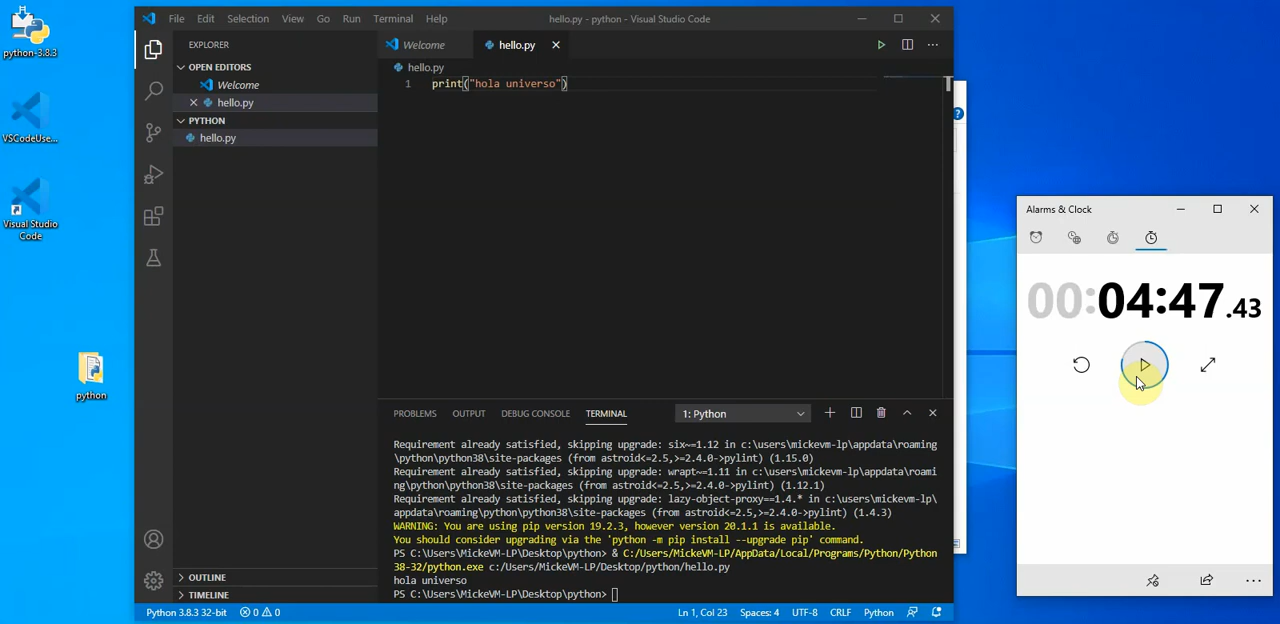 python-3.8.3
VSCodeUse...
Visual Studio
Code
python
File Edit Selection View Go Run Terminal Help
hello.py - python - Visual Studio Code
EXPLORER
OPEN EDITORS
Welcome
hello.py
PYTHON
hello.py
OUTLINE
TIMELINE
Welcome
hello.py
hello.py
1 print("hola universo")
PROBLEMS OUTPUT DEBUG CONSOLE TERMINAL 1: Python
Requirement already satisfied, skipping upgrade: six~=1.12 in c:\users\mickevm-lp\appdata\roaming
\python\python38\site-packages (from astroid<=2.5,>=2.4.0->pylint) (1.15.0)
Requirement already satisfied, skipping upgrade: wrapt~=1.11 in c:\users\mickevm-lp\appdata\roami
ng\python\python38\site-packages (from astroid<=2.5,>=2.4.0->pylint) (1.12.1)
Requirement already satisfied, skipping upgrade: lazy-object-proxy==1.4.* in c:\users\mickevm-lp\
appdata\roaming\python\python38\site-packages (from astroid<=2.5,>=2.4.0->pylint) (1.4.3)
WARNING: You are using pip version 19.2.3, however version 20.1.1 is available.
You should consider upgrading via the 'python -m pip install --upgrade pip' command.
PS C:\Users\MickeVM-LP\Desktop\python> & C:/Users/MickeVM-LP/AppData/Local/Programs/Python/Python
38-32/python.exe c:/Users/MickeVM-LP/Desktop/python/hello.py
hola universo
PS C:\Users\MickeVM-LP\Desktop\python>
Python 3.8.3 32-bit 0 0 Ln 1, Col 23 Spaces: 4 UTF-8 CRLF Python
Alarms & Clock
00:04:47.43